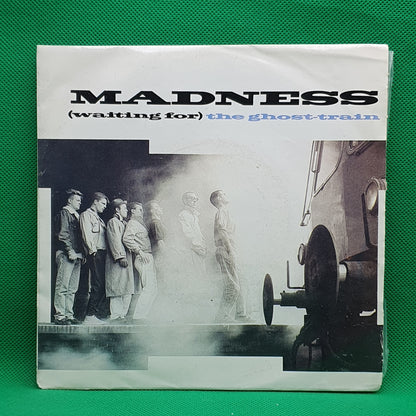 MADNESS
(waiting for) the ghost-train